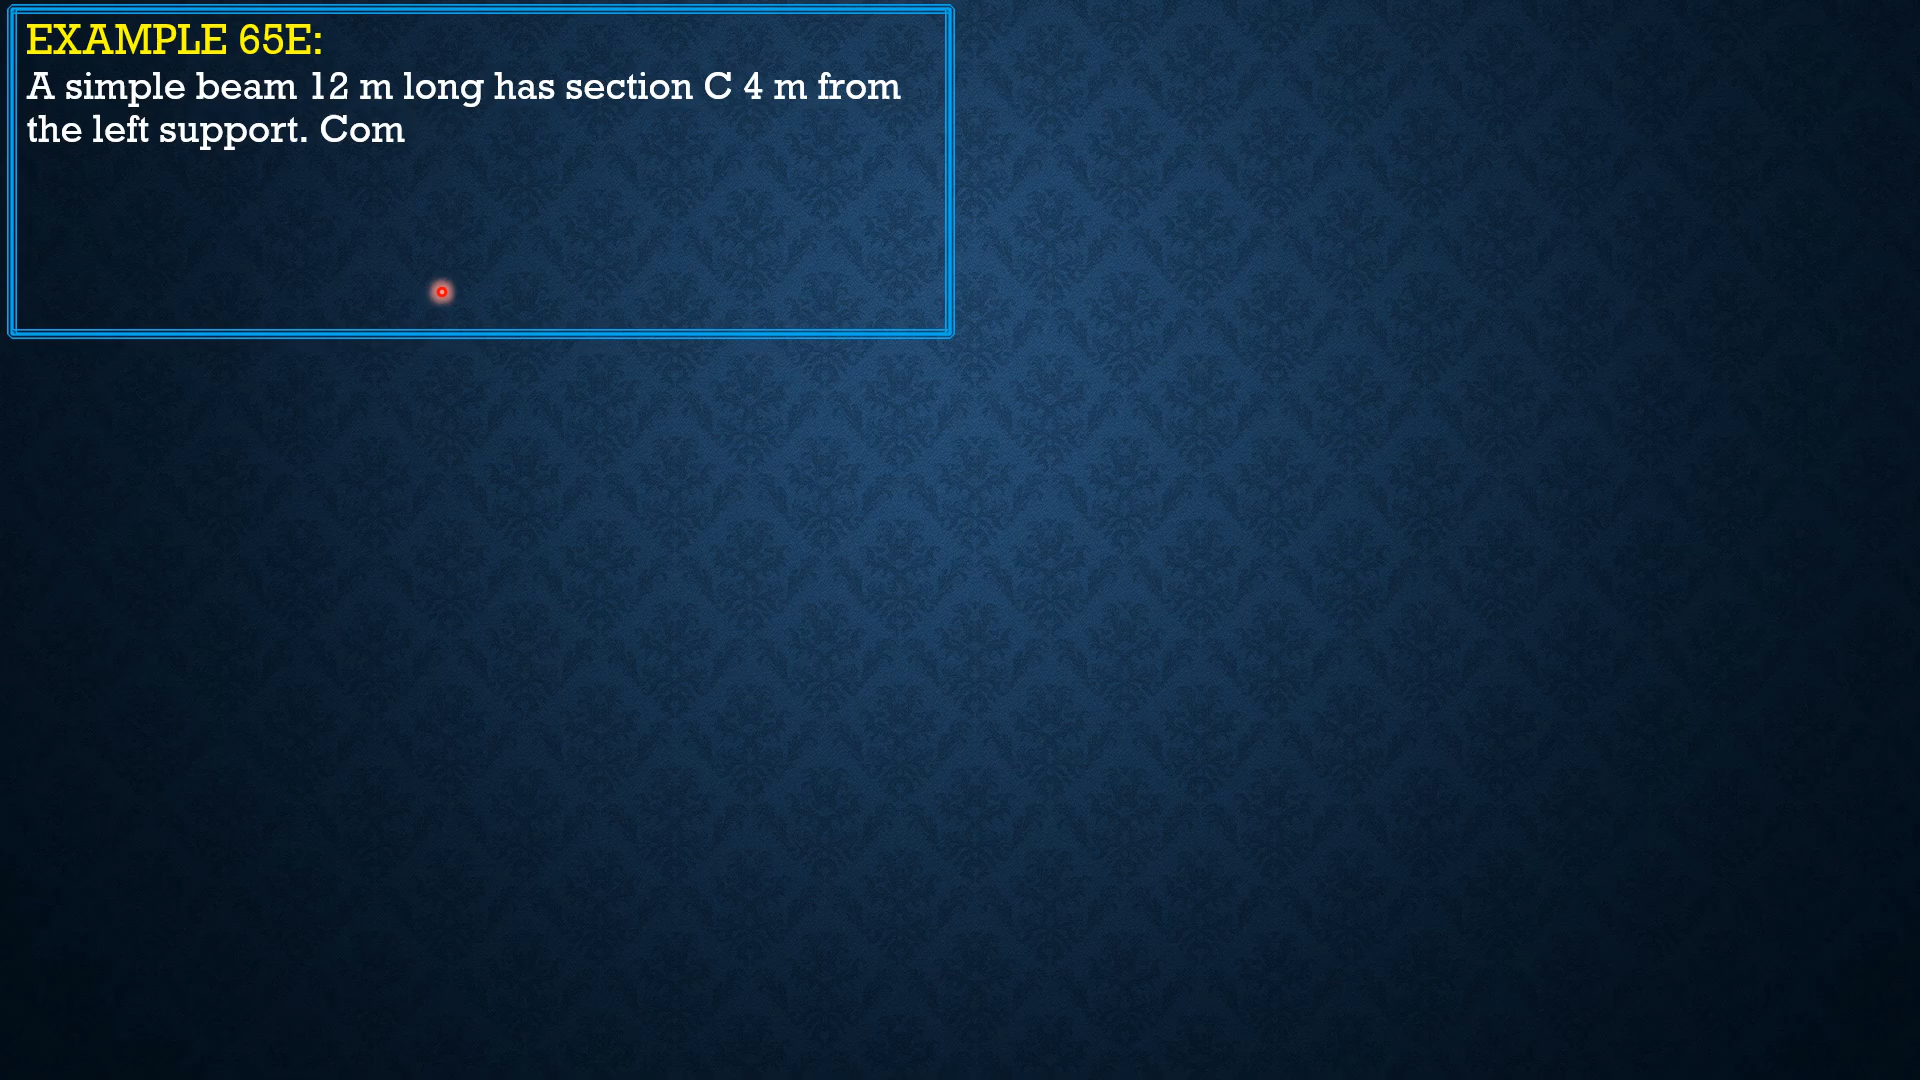 EXAMPLE 65E:
A simple beam 12 m long has section C 4 m from
the left support. Com